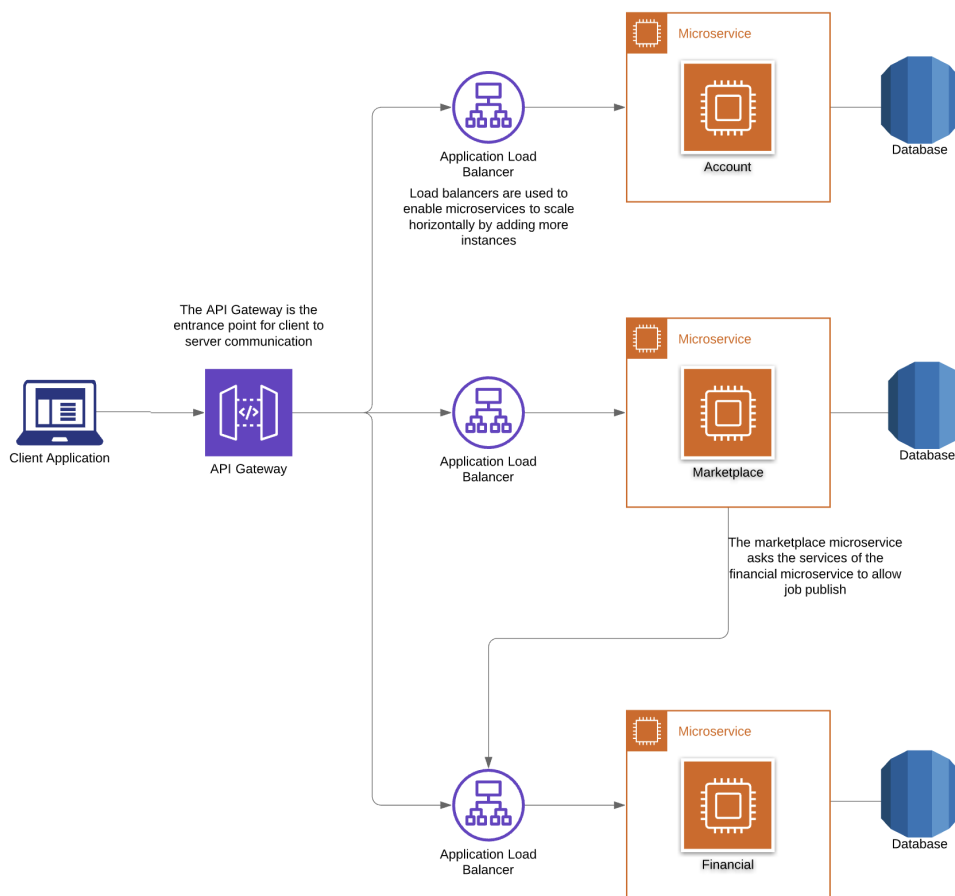 Microservice
Account
Database
Application Load
Balancer
Load balancers are used to
enable microservices to scale
horizontally by adding more
instances
The API Gateway is the
entrance point for client to
server communication
Client Application
API Gateway
Application Load
Balancer
Microservice
Marketplace
Database
The marketplace microservice
asks the services of the
financial microservice to allow
job publish
Application Load
Balancer
Microservice
Financial
Database